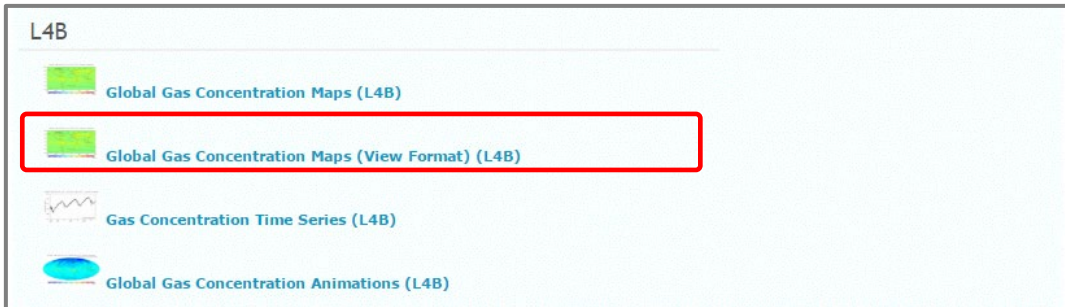 L4B
Global Gas Concentration Maps (L4B)
Global Gas Concentration Maps (View Format) (L4B)
Gas Concentration Time Series (L4B)
Global Gas Concentration Animations (L4B)